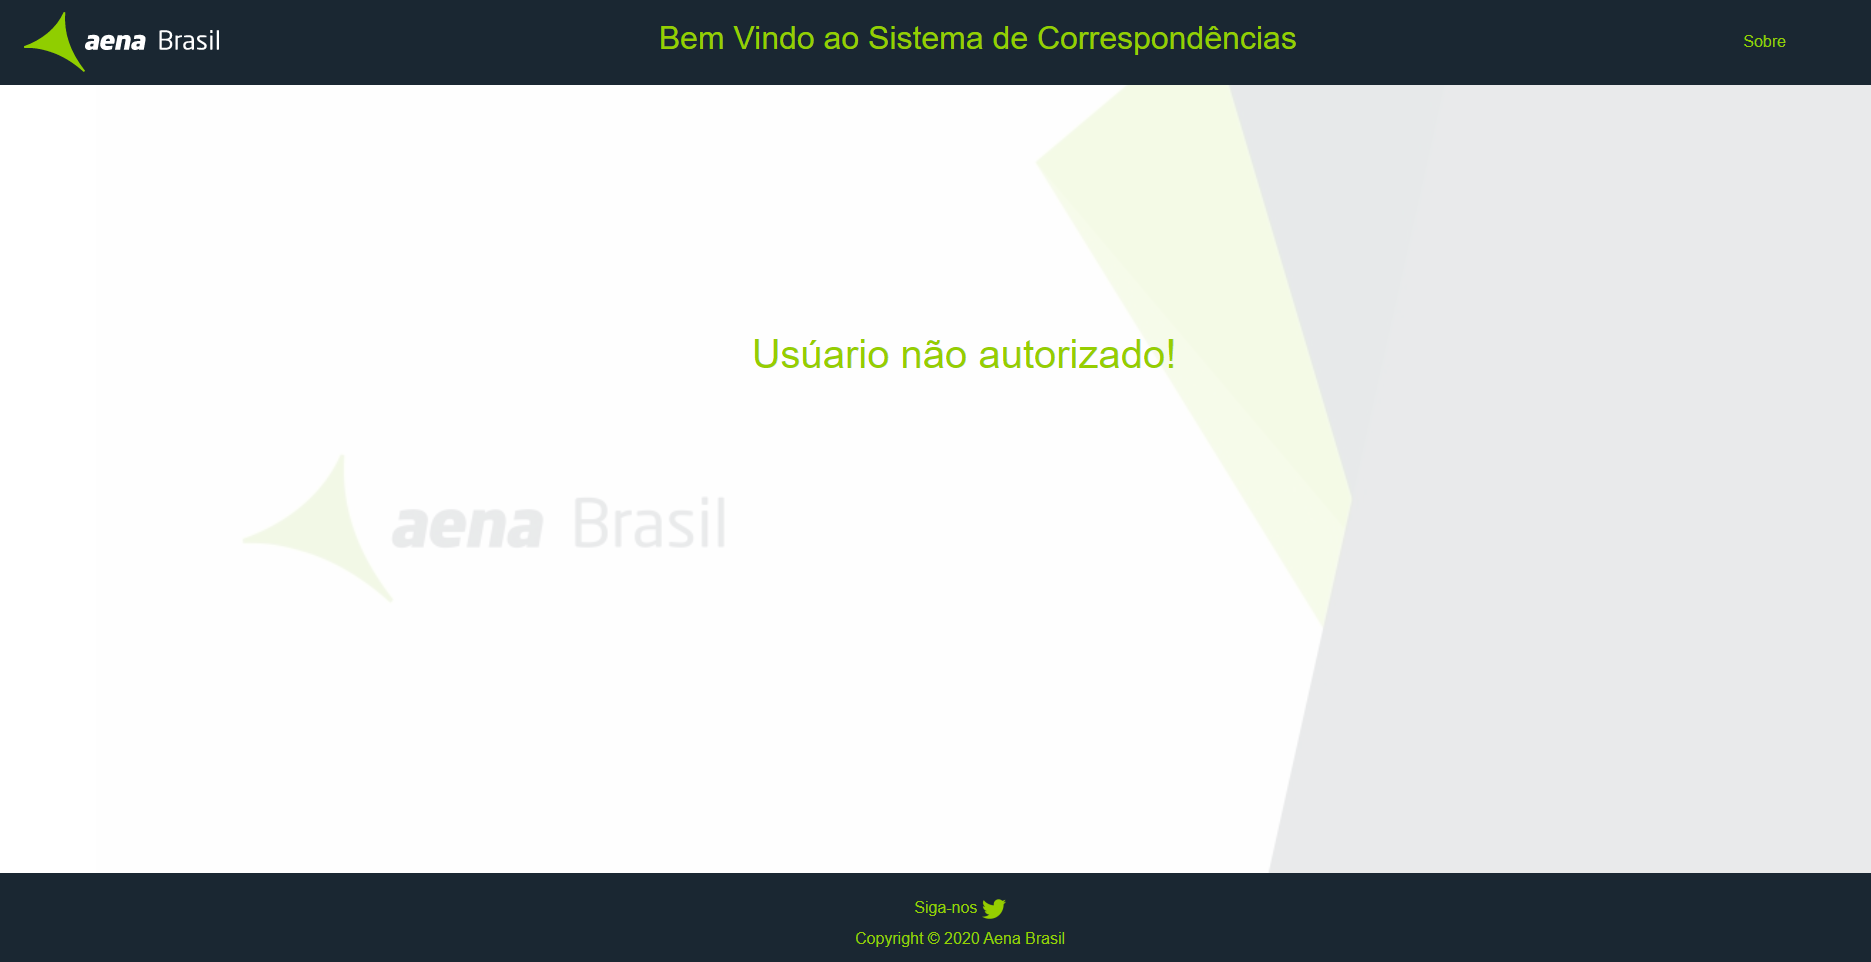 aena Brasil
Bem Vindo ao Sistema de Correspondências
Sobre
Usúario não autorizado!
aena Brasil
Siga-nos
Copyright © 2020 Aena Brasil